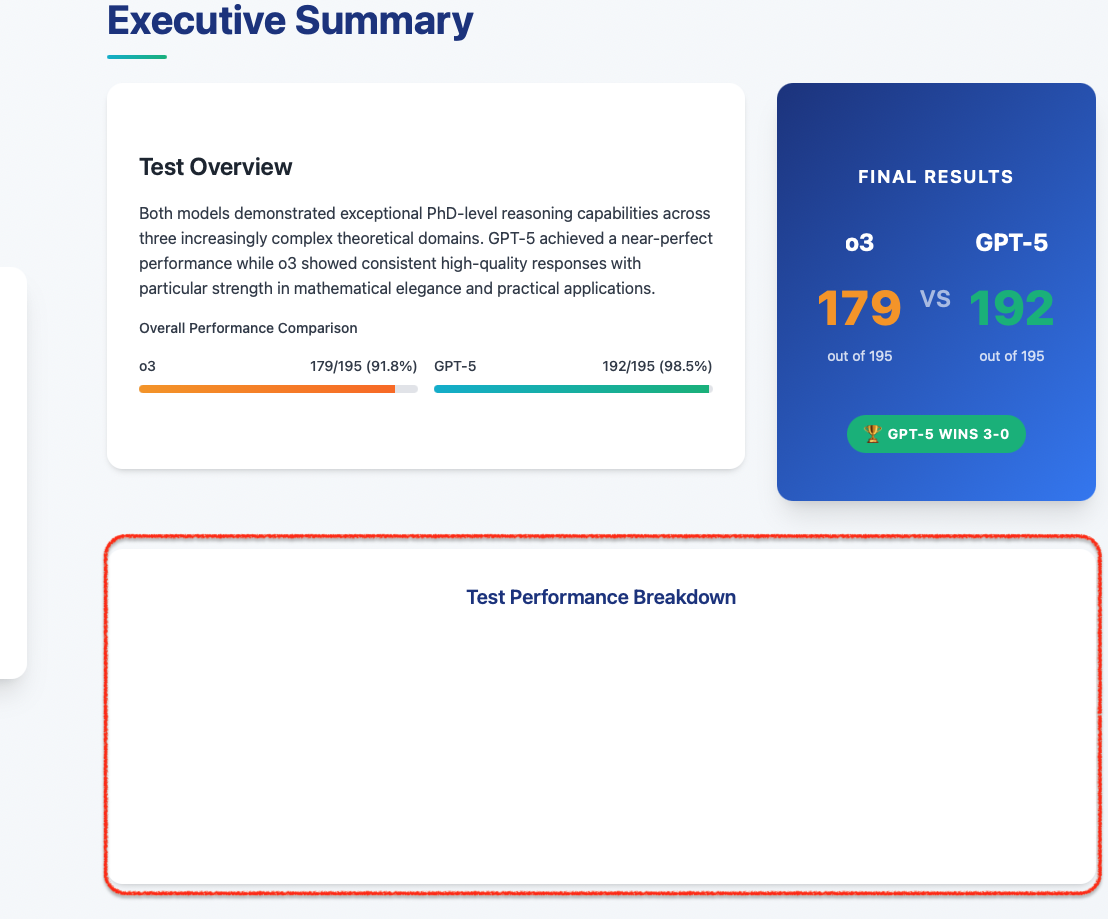 Executive Summary
Test Overview
Both models demonstrated exceptional PhD-level reasoning capabilities across
three increasingly complex theoretical domains. GPT-5 achieved a near-perfect
performance while o3 showed consistent high-quality responses with
particular strength in mathematical elegance and practical applications.
Overall Performance Comparison
o3 179/195 (91.8%) GPT-5 192/195 (98.5%)
FINAL RESULTS
o3 GPT-5
179 VS 192
out of 195 out of 195
🏆 GPT-5 WINS 3-0
Test Performance Breakdown